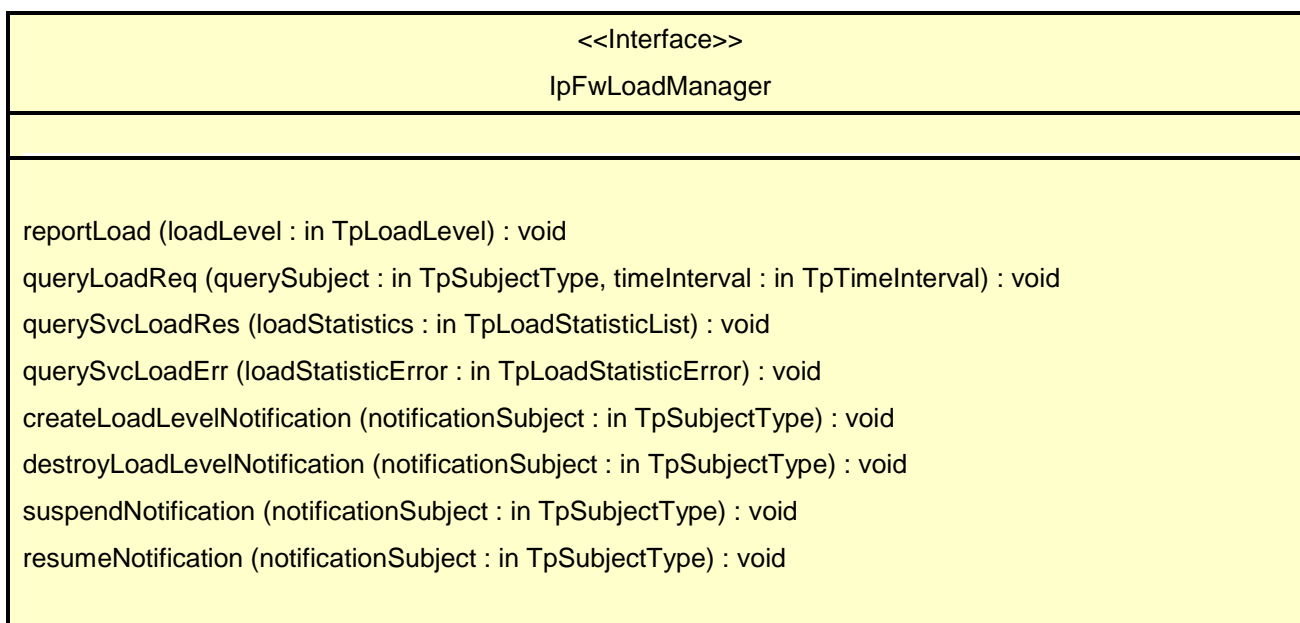 <<Interface>>
IpFwLoadManager
reportLoad (loadLevel : in TpLoadLevel) : void
queryLoadReq (querySubject : in TpSubjectType, timeInterval : in TpTimeInterval) : void
querySvcLoadRes (loadStatistics : in TpLoadStatisticList) : void
querySvcLoadErr (loadStatisticError : in TpLoadStatisticError) : void
createLoadLevelNotification (notificationSubject : in TpSubjectType) : void
destroyLoadLevelNotification (notificationSubject : in TpSubjectType) : void
suspendNotification (notificationSubject : in TpSubjectType) : void
resumeNotification (notificationSubject : in TpSubjectType) : void